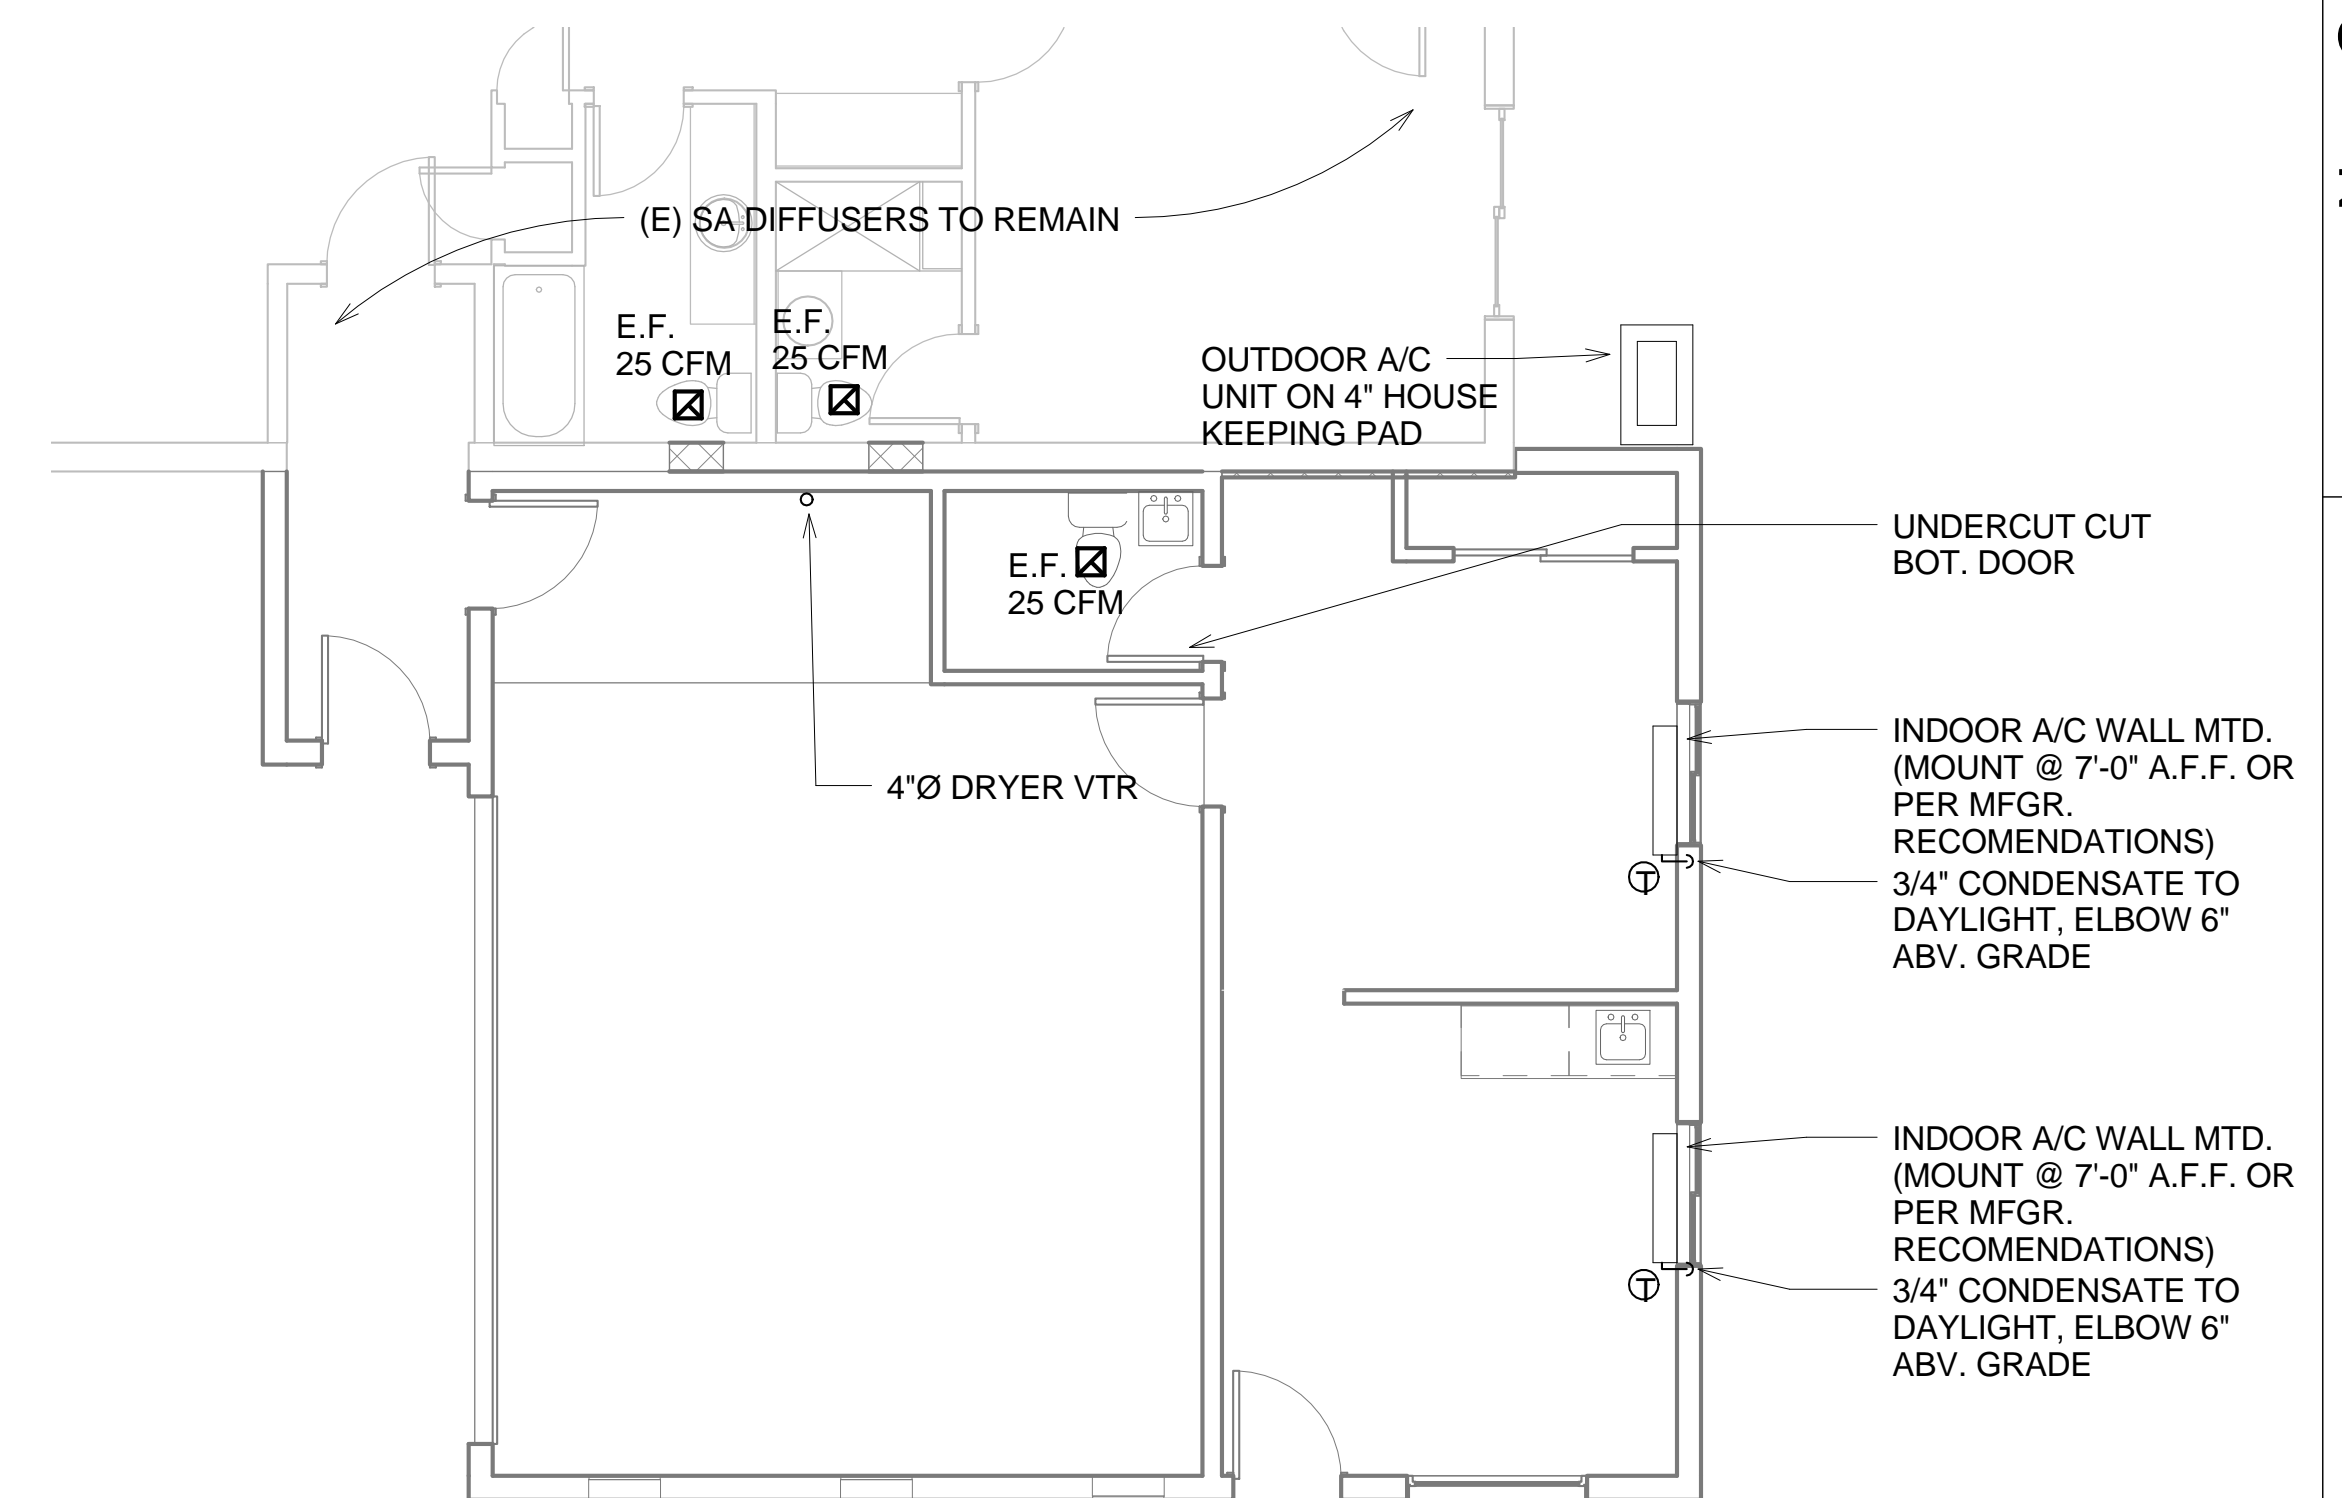 (E) SA DIFFUSERS TO REMAIN
E.F.
25 CFM
E.F.
25 CFM
OUTDOOR A/C
UNIT ON 4" HOUSE
KEEPING PAD
E.F.
25 CFM
UNDERCUT CUT
BOT. DOOR
4"Ø DRYER VTR
INDOOR A/C WALL MTD.
(MOUNT @ 7'-0" A.F.F. OR
PER MFGR.
RECOMENDATIONS)
T
3/4" CONDENSATE TO
DAYLIGHT, ELBOW 6"
ABV. GRADE
INDOOR A/C WALL MTD.
(MOUNT @ 7'-0" A.F.F. OR
PER MFGR.
RECOMENDATIONS)
T
3/4" CONDENSATE TO
DAYLIGHT, ELBOW 6"
ABV. GRADE